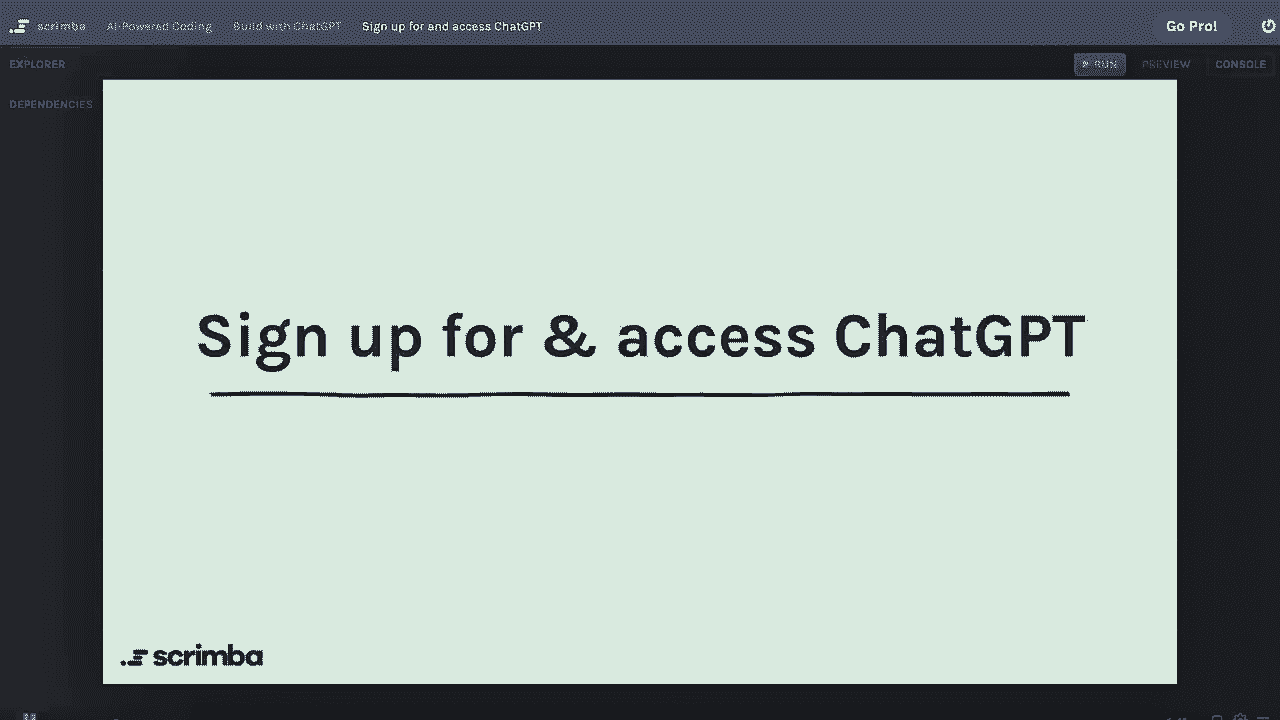 scrimba AI-Powered Coding Build with ChatGPT Sign up for and access ChatGPT Go Pro!
EXPLORER RUN PREVIEW CONSOLE
DEPENDENCIES
Sign up for & access ChatGPT
scrimba